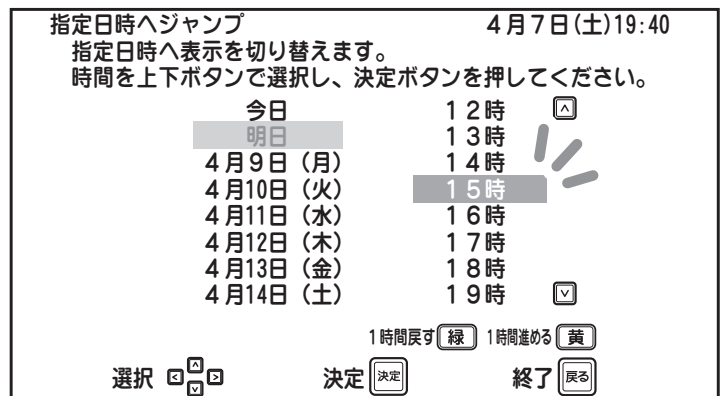 指定日時へジャンプ 4月7日(土)19:40
指定日時へ表示を切り替えます。
時間を上下ボタンで選択し、決定ボタンを押してください。
今日 12時
明日 13時
4月9日(月) 14時
4月10日(火) 15時
4月11日(水) 16時
4月12日(木) 17時
4月13日(金) 18時
4月14日(土) 19時
1時間戻す 緑 1時間進める 黄
選択 決定 決定 終了 戻る